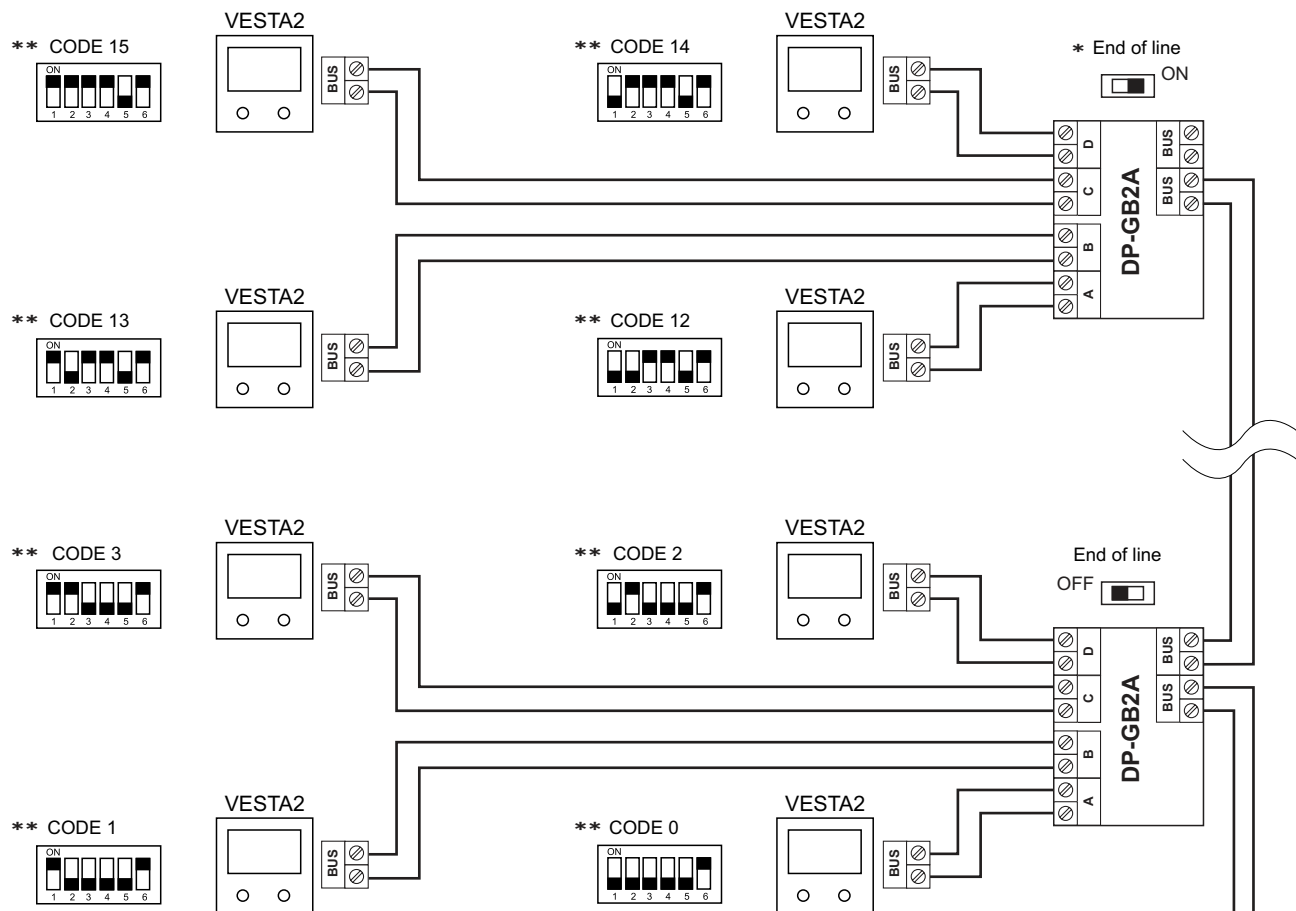 VESTA2
** CODE 15
ON
1 2 3 4 5 6
BUS
VESTA2
** CODE 14
ON
1 2 3 4 5 6
BUS
* End of line
ON
D
C
B
A
DP-GB2A
BUS
BUS
VESTA2
** CODE 13
ON
1 2 3 4 5 6
BUS
VESTA2
** CODE 12
ON
1 2 3 4 5 6
BUS
VESTA2
** CODE 3
ON
1 2 3 4 5 6
BUS
VESTA2
** CODE 2
ON
1 2 3 4 5 6
BUS
End of line
OFF
D
C
B
A
DP-GB2A
BUS
BUS
VESTA2
** CODE 1
ON
1 2 3 4 5 6
BUS
VESTA2
** CODE 0
ON
1 2 3 4 5 6
BUS